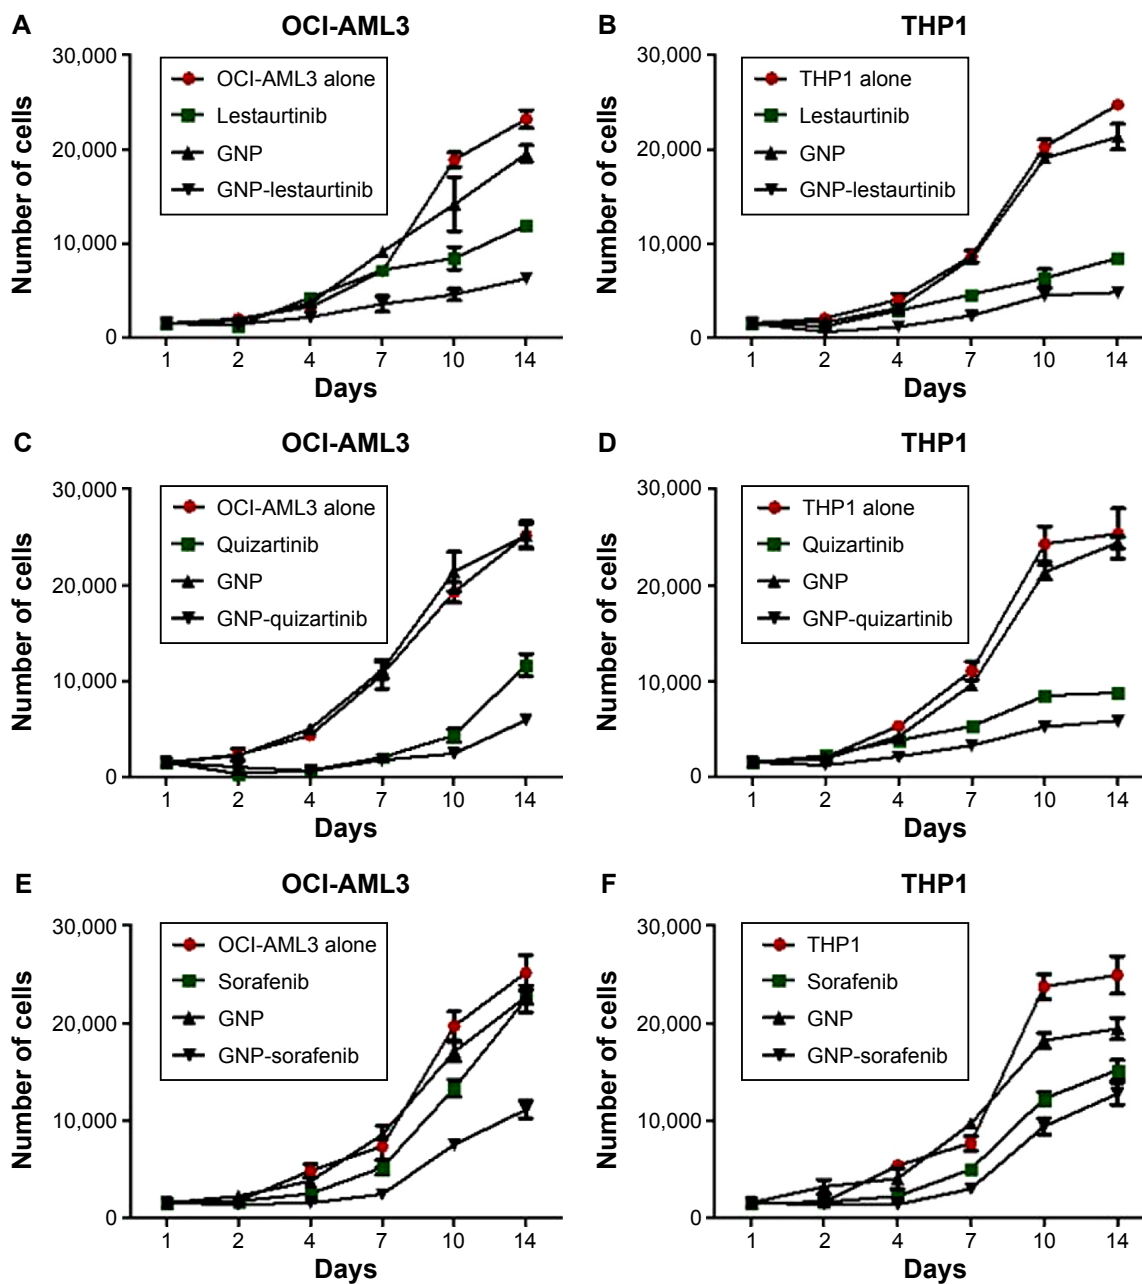 A
OCI-AML3
Number of cells
30,000
20,000
10,000
0
OCI-AML3 alone
Lestaurtinib
GNP
GNP-lestaurtinib
1 2 4 7 10 14
Days
B
THP1
Number of cells
30,000
20,000
10,000
0
THP1 alone
Lestaurtinib
GNP
GNP-lestaurtinib
1 2 4 7 10 14
Days
C
OCI-AML3
Number of cells
30,000
20,000
10,000
0
OCI-AML3 alone
Quizartinib
GNP
GNP-quizartinib
1 2 4 7 10 14
Days
D
THP1
Number of cells
30,000
20,000
10,000
0
THP1 alone
Quizartinib
GNP
GNP-quizartinib
1 2 4 7 10 14
Days
E
OCI-AML3
Number of cells
30,000
20,000
10,000
0
OCI-AML3 alone
Sorafenib
GNP
GNP-sorafenib
1 2 4 7 10 14
Days
F
THP1
Number of cells
30,000
20,000
10,000
0
THP1
Sorafenib
GNP
GNP-sorafenib
1 2 4 7 10 14
Days